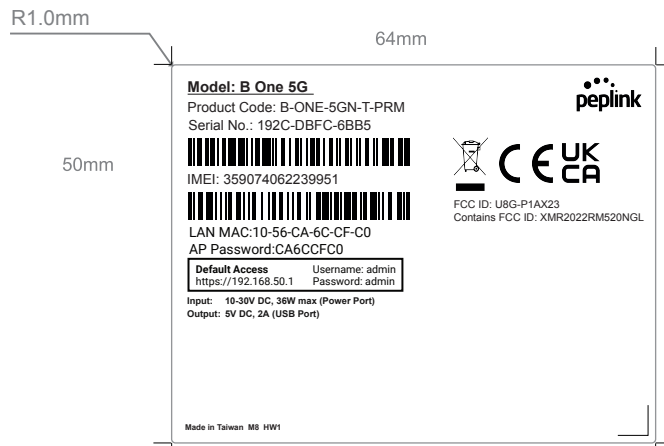 R1.0mm
64mm
50mm
Model: B One 5G
peplink
Product Code: B-ONE-5GN-T-PRM
Serial No.: 192C-DBFC-6BB5
IMEI: 359074062239951
CE UK CA
FCC ID: U8G-P1AX23
Contains FCC ID: XMR2022RM520NGL
LAN MAC:10-56-CA-6C-CF-C0
AP Password:CA6CCFC0
Default Access Username: admin
https://192.168.50.1 Password: admin
Input: 10-30V DC, 36W max (Power Port)
Output: 5V DC, 2A (USB Port)
Made in Taiwan M8 HW1